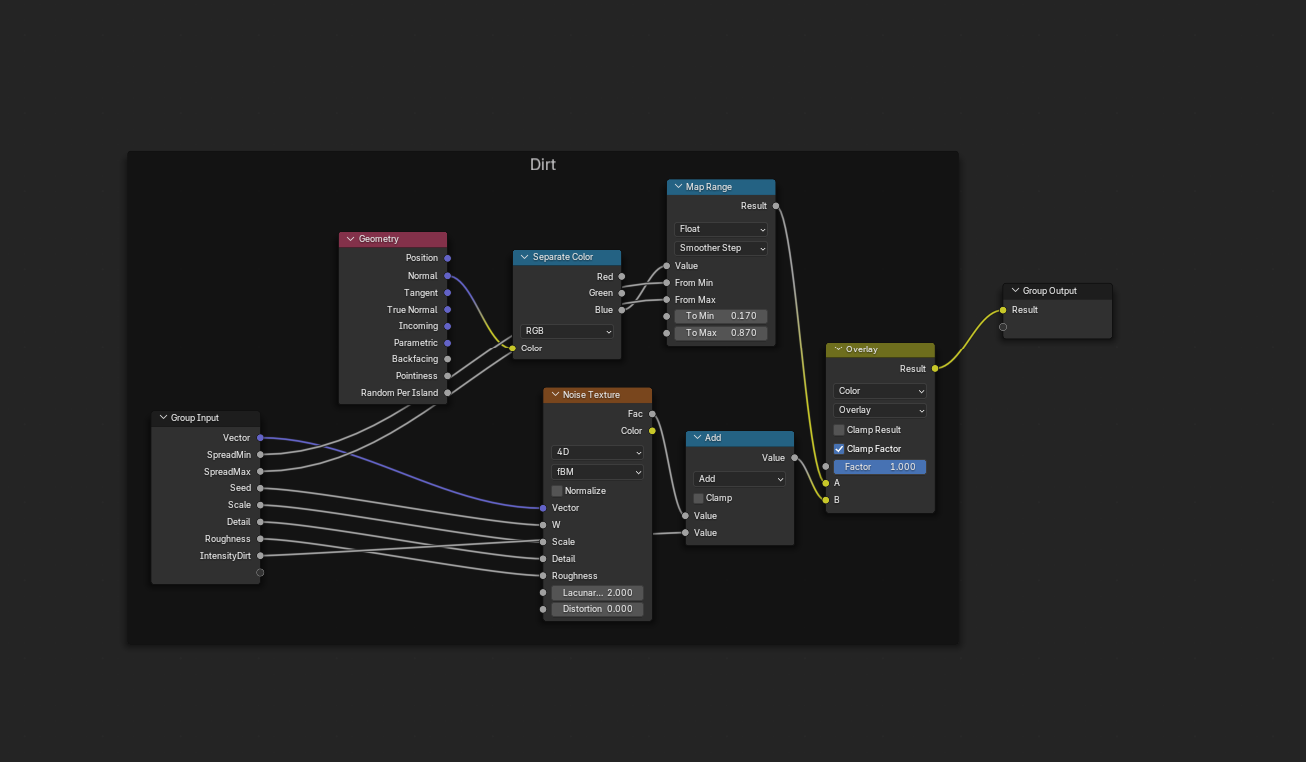 Dirt
Map Range
Result
Float
Smoother Step
Value
From Min
From Max
To Min 0.170
To Max 0.870
Geometry
Position
Normal
Tangent
True Normal
Incoming
Parametric
Backfacing
Pointiness
Random Per Island
Separate Color
Red
Green
Blue
RGB
Color
Group Output
Result
Overlay
Result
Color
Overlay
Clamp Result
Clamp Factor
Factor 1.000
A
B
Noise Texture
Fac
Color
4D
fBM
Normalize
Vector
W
Scale
Detail
Roughness
Lacunar... 2.000
Distortion 0.000
Add
Value
Add
Clamp
Value
Value
Group Input
Vector
SpreadMin
SpreadMax
Seed
Scale
Detail
Roughness
IntensityDirt